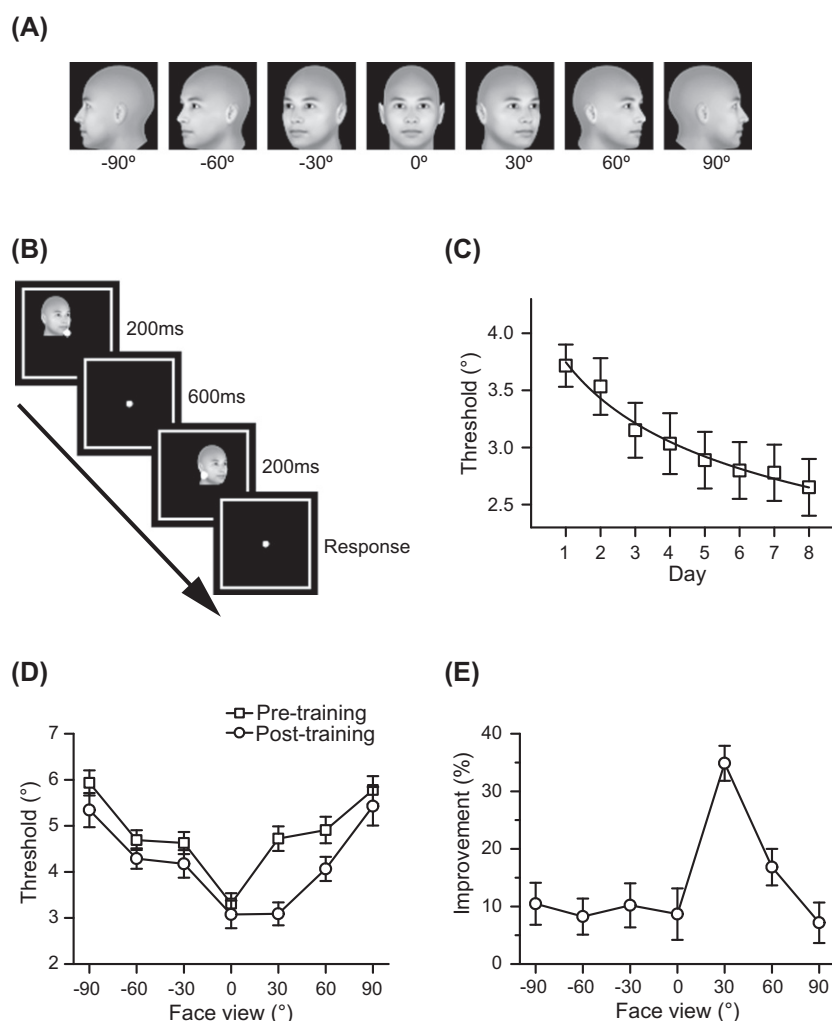 (A)
-90º -60º -30º 0º 30º 60º 90º
(B)
200ms
600ms
200ms
Response
(C)
Threshold (°)
4.0
3.5
3.0
2.5
1 2 3 4 5 6 7 8
Day
(D)
Pre-training
Post-training
Threshold (°)
7
6
5
4
3
2
-90 -60 -30 0 30 60 90
Face view (°)
(E)
Improvement (%)
40
30
20
10
0
-90 -60 -30 0 30 60 90
Face view (°)